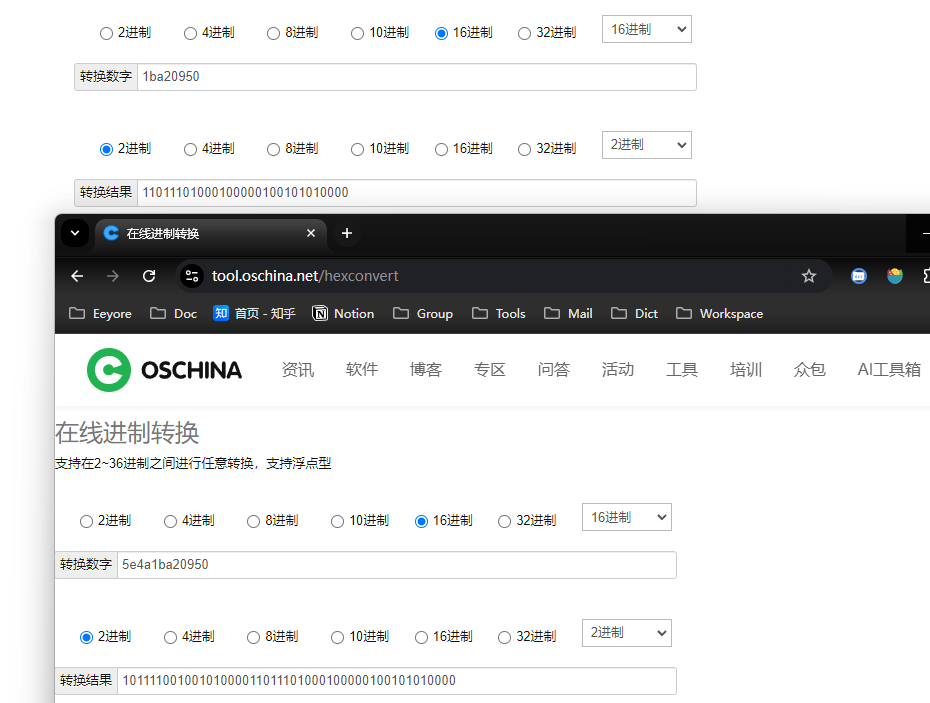 2进制 4进制 8进制 10进制 16进制 32进制 16进制
转换数字 1ba20950
2进制 4进制 8进制 10进制 16进制 32进制 2进制
转换结果 11011101000100000100101010000
在线进制转换
tool.oschina.net/hexconvert
Eeyore Doc 知 首页 - 知乎 Notion Group Tools Mail Dict Workspace
OSCHINA 资讯 软件 博客 专区 问答 活动 工具 培训 众包 AI工具箱
在线进制转换
支持在2~36进制之间进行任意转换，支持浮点型
2进制 4进制 8进制 10进制 16进制 32进制 16进制
转换数字 5e4a1ba20950
2进制 4进制 8进制 10进制 16进制 32进制 2进制
转换结果 10111100100101000011011101000100000100101010000